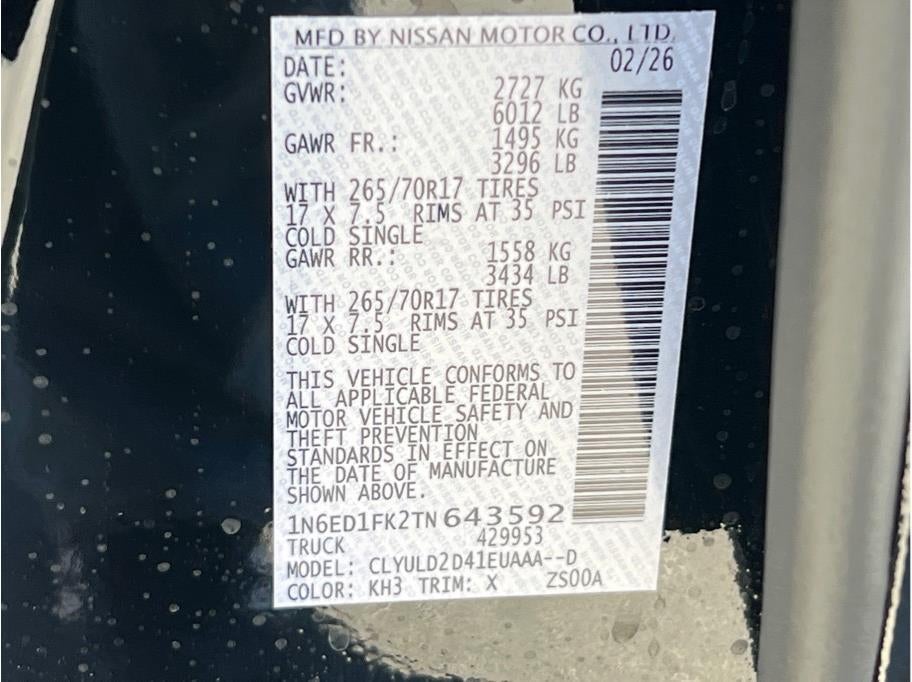 MFD BY NISSAN MOTOR CO., LTD.
DATE: 02/26
GVWR: 2727 KG
6012 LB
GAWR FR.: 1495 KG
3296 LB
WITH 265/70R17 TIRES
17 X 7.5 RIMS AT 35 PSI
COLD SINGLE
GAWR RR.: 1558 KG
3434 LB
WITH 265/70R17 TIRES
17 X 7.5 RIMS AT 35 PSI
COLD SINGLE
THIS VEHICLE CONFORMS TO
ALL APPLICABLE FEDERAL
MOTOR VEHICLE SAFETY AND
THEFT PREVENTION
STANDARDS IN EFFECT ON
THE DATE OF MANUFACTURE
SHOWN ABOVE.
1N6ED1FK2TN643592
TRUCK 429953
MODEL: CLYULD2D41EUAAA--D
COLOR: KH3 TRIM: X ZS00A